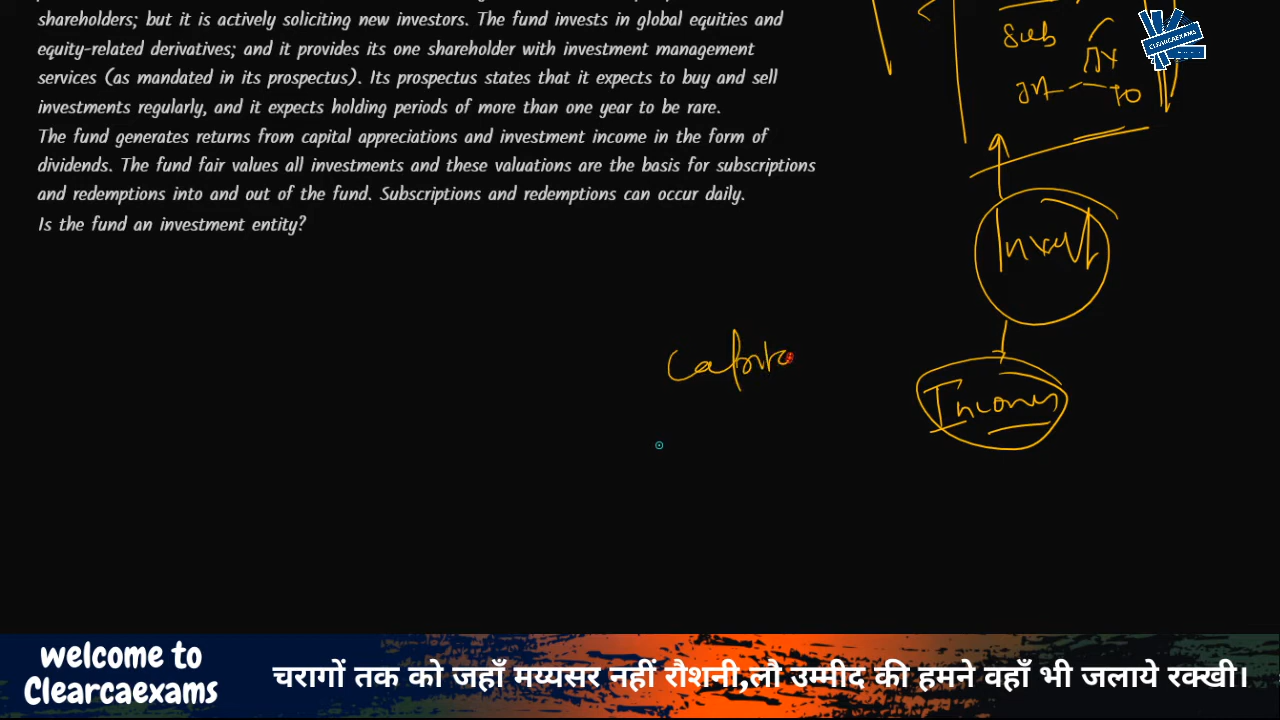 shareholders; but it is actively soliciting new investors. The fund invests in global equities and
equity-related derivatives; and it provides its one shareholder with investment management
services (as mandated in its prospectus). Its prospectus states that it expects to buy and sell
investments regularly, and it expects holding periods of more than one year to be rare.
The fund generates returns from capital appreciations and investment income in the form of
dividends. The fund fair values all investments and these valuations are the basis for subscriptions
and redemptions into and out of the fund. Subscriptions and redemptions can occur daily.
Is the fund an investment entity?
Sub
CLEARCAEXAMS
Income
welcome to
Clearcaexams
चरागों तक को जहाँ मय्यसर नहीं रौशनी,लौ उम्मीद की हमने वहाँ भी जलाये रक्खी।